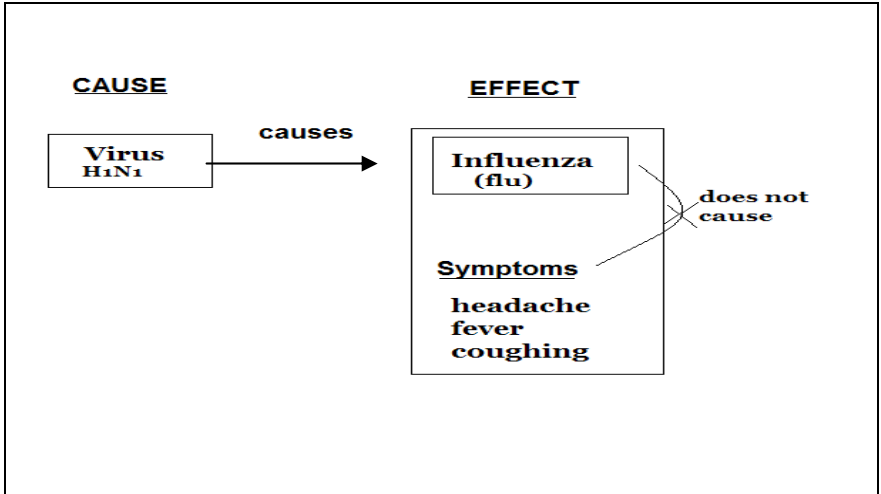 CAUSE
EFFECT
causes
Virus
H1N1
Influenza
(flu)
does not
cause
Symptoms
headache
fever
coughing